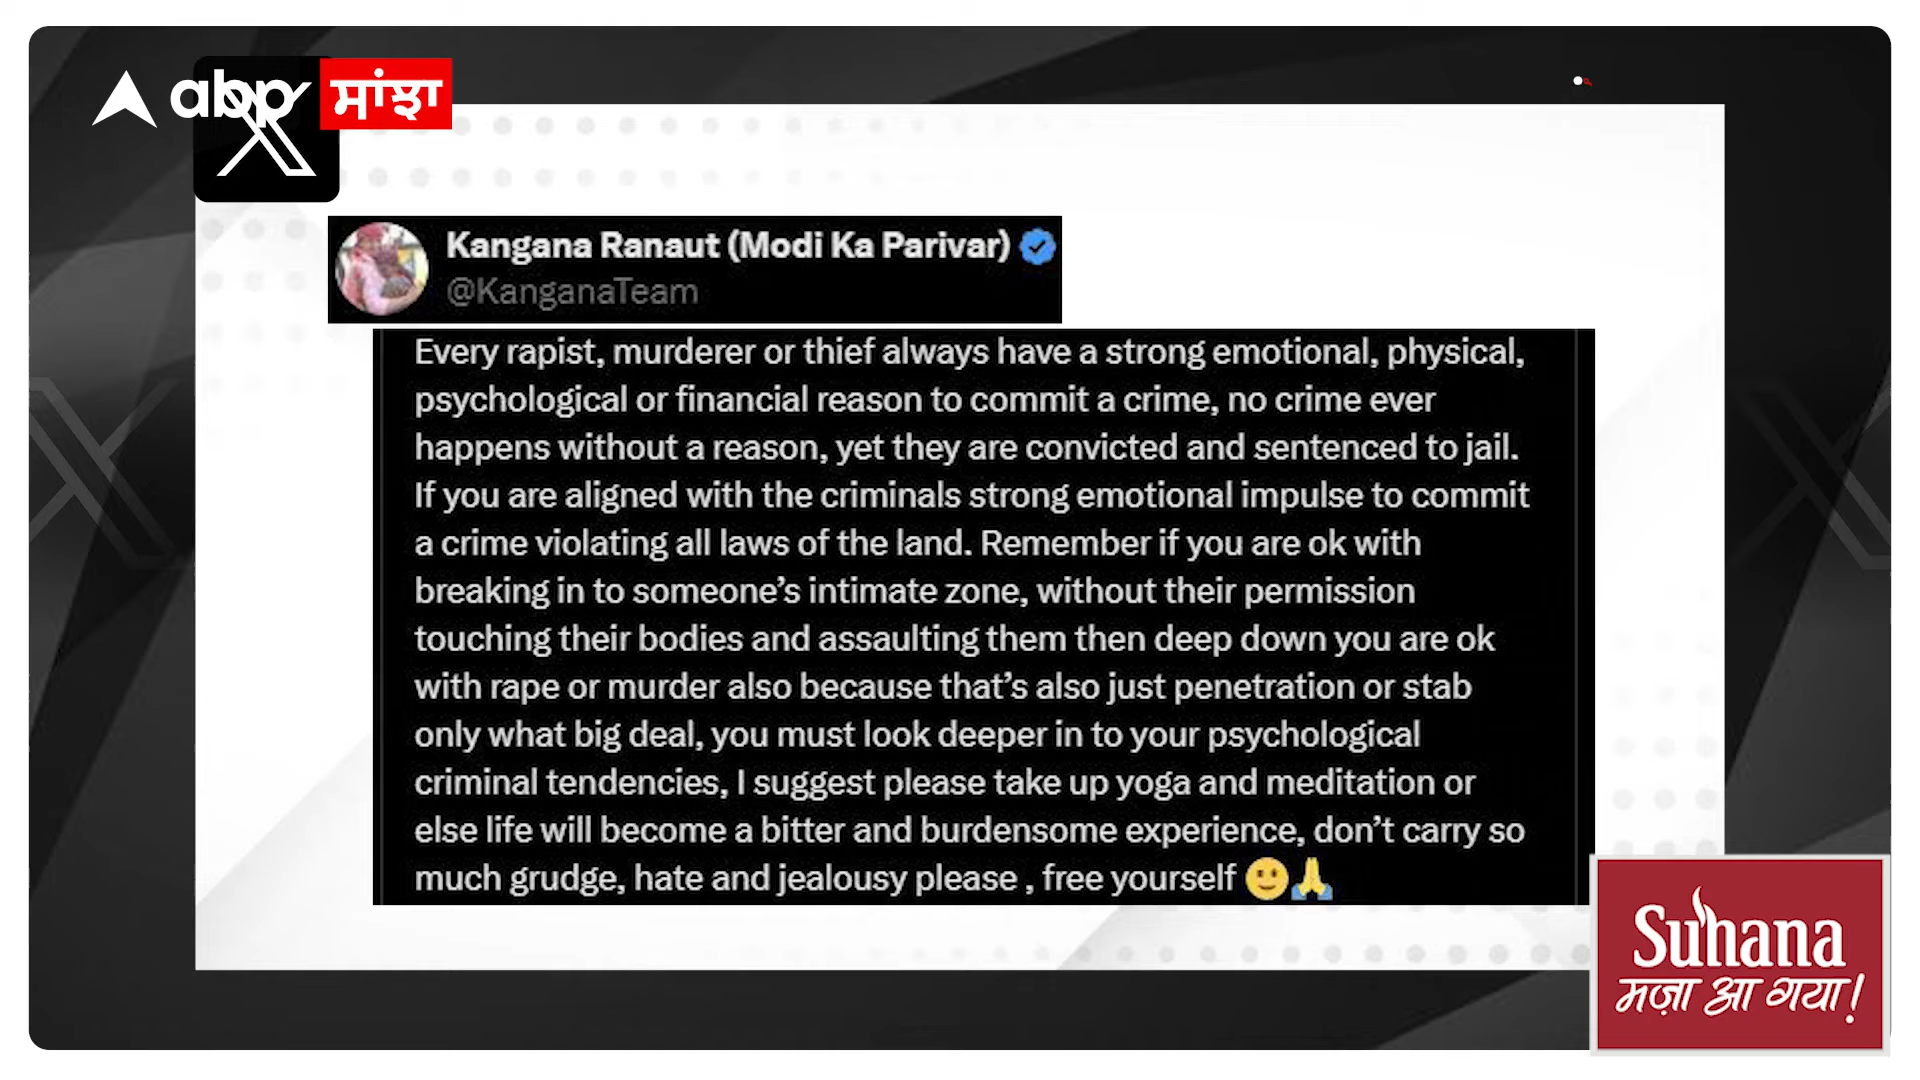 abp ਸਾਂਝਾ
Kangana Ranaut (Modi Ka Parivar)
@KanganaTeam
Every rapist, murderer or thief always have a strong emotional, physical,
psychological or financial reason to commit a crime, no crime ever
happens without a reason, yet they are convicted and sentenced to jail.
If you are aligned with the criminals strong emotional impulse to commit
a crime violating all laws of the land. Remember if you are ok with
breaking in to someone’s intimate zone, without their permission
touching their bodies and assaulting them then deep down you are ok
with rape or murder also because that’s also just penetration or stab
only what big deal, you must look deeper in to your psychological
criminal tendencies, I suggest please take up yoga and meditation or
else life will become a bitter and burdensome experience, don’t carry so
much grudge, hate and jealousy please , free yourself 🙂🙏
Suhana
मज़ा आ गया!